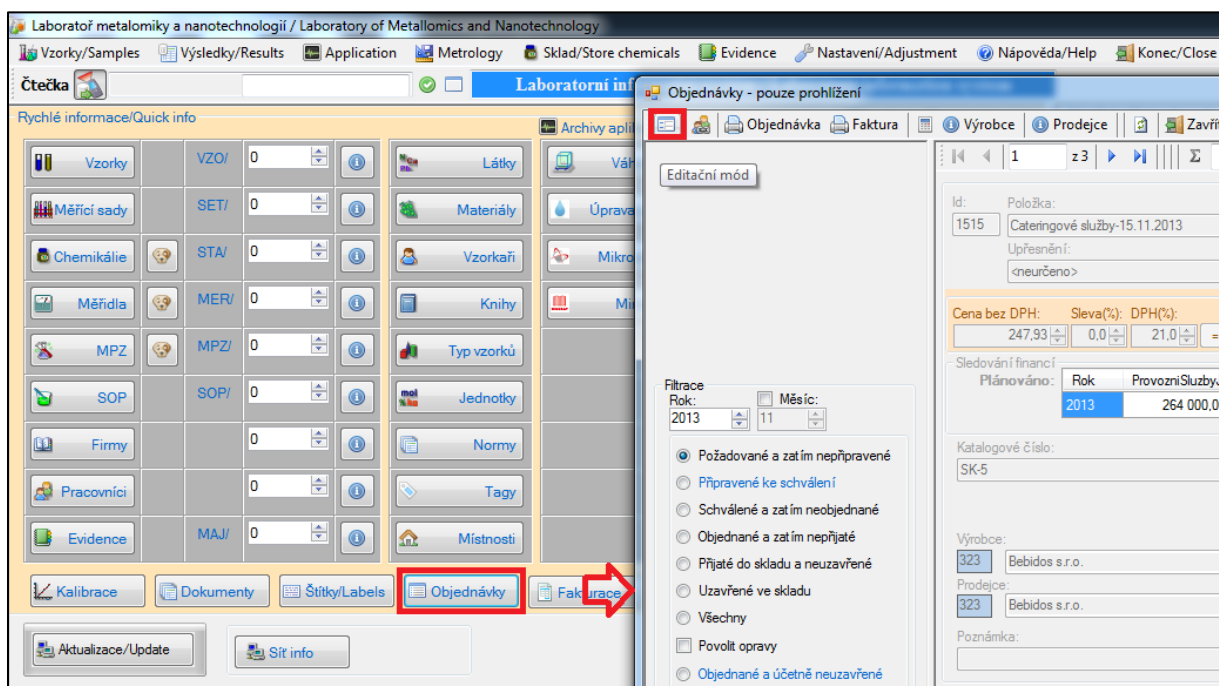 Laboratoř metalomiky a nanotechnologií / Laboratory of Metallomics and Nanotechnology
Vzorky/Samples Výsledky/Results Application Metrology Sklad/Store chemicals Evidence Nastavení/Adjustment Nápověda/Help Konec/Close
Čtečka Laboratorní
Rychlé informace/Quick info
Archivy
Vzorky VZO/ 0 Látky
Měřící sady SET/ 0 Materiály Úprava
Chemikálie STA/ 0 Vzorkaři
Měřidla MER/ 0 Knihy
MPZ MPZ/ 0 Typ vzorků
SOP SOP/ 0 Jednotky
Firmy 0 Normy
Pracovníci 0 Tagy
Evidence MAJ/ 0 Místnosti
Kalibrace Dokumenty Štítky/Labels Objednávky Fakturace
Aktualizace/Update Síť info
Objednávky - pouze prohlížení
Objednávka Faktura Výrobce Prodejce
Editační mód
1 z 3 Σ
Id: Položka:
1515 Cateringové služby-15.11.2013
Upřesnění:
<neurčeno>
Cena bez DPH: Sleva(%): DPH(%):
247,93 0,0 21,0 =
Sledování financí
Plánováno: Rok
2013 264 000,0
Katalogové číslo:
SK-5
Výrobce:
323 Bebidos s.r.o.
Prodejce:
323 Bebidos s.r.o.
Poznámka:
Filtrace
Rok: Měsíc:
2013 11
Požadované a zatím nepřipravené
Připravené ke schválení
Schválené a zatím neobjednané
Objednané a zatím nepřijaté
Přijaté do skladu a neuzavřené
Uzavřené ve skladu
Všechny
Povolit opravy
Objednané a účetně neuzavřené